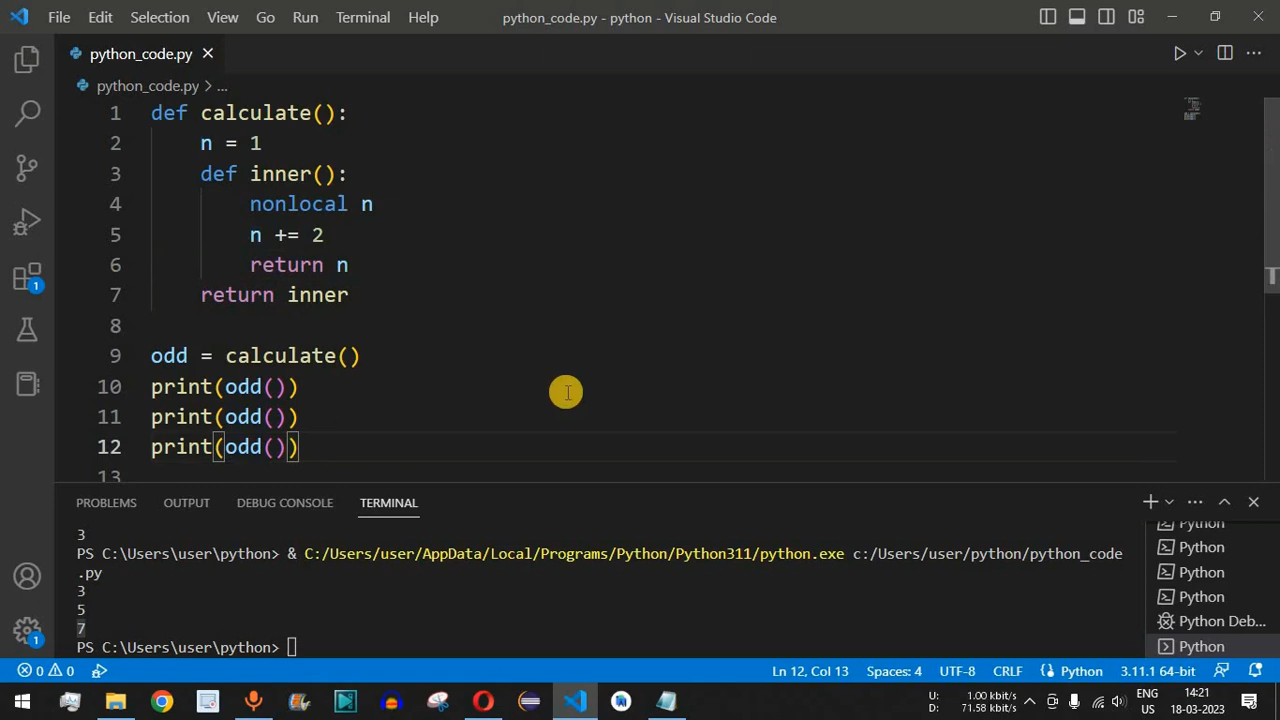 File Edit Selection View Go Run Terminal Help python_code.py - python - Visual Studio Code
python_code.py
python_code.py > ...
1 def calculate():
2     n = 1
3     def inner():
4         nonlocal n
5         n += 2
6         return n
7     return inner
8
9 odd = calculate()
10 print(odd())
11 print(odd())
12 print(odd())
13
PROBLEMS OUTPUT DEBUG CONSOLE TERMINAL
3
PS C:\Users\user\python> & C:/Users/user/AppData/Local/Programs/Python/Python311/python.exe c:/Users/user/python/python_code
.py
3
5
7
PS C:\Users\user\python>
Python
Python
Python
Python
Python Deb...
Python
1
1
0 0 Ln 12, Col 13 Spaces: 4 UTF-8 CRLF Python 3.11.1 64-bit
U: 1.00 kbit/s
D: 71.58 kbit/s
ENG
US
14:21
18-03-2023